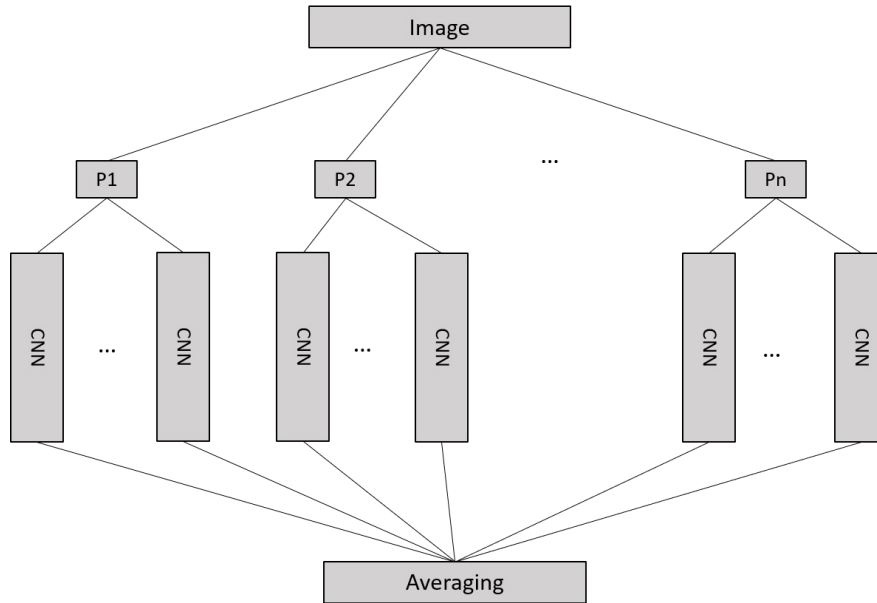 Image
...
P1
P2
Pn
CNN
...
CNN
CNN
...
CNN
CNN
...
CNN
Averaging